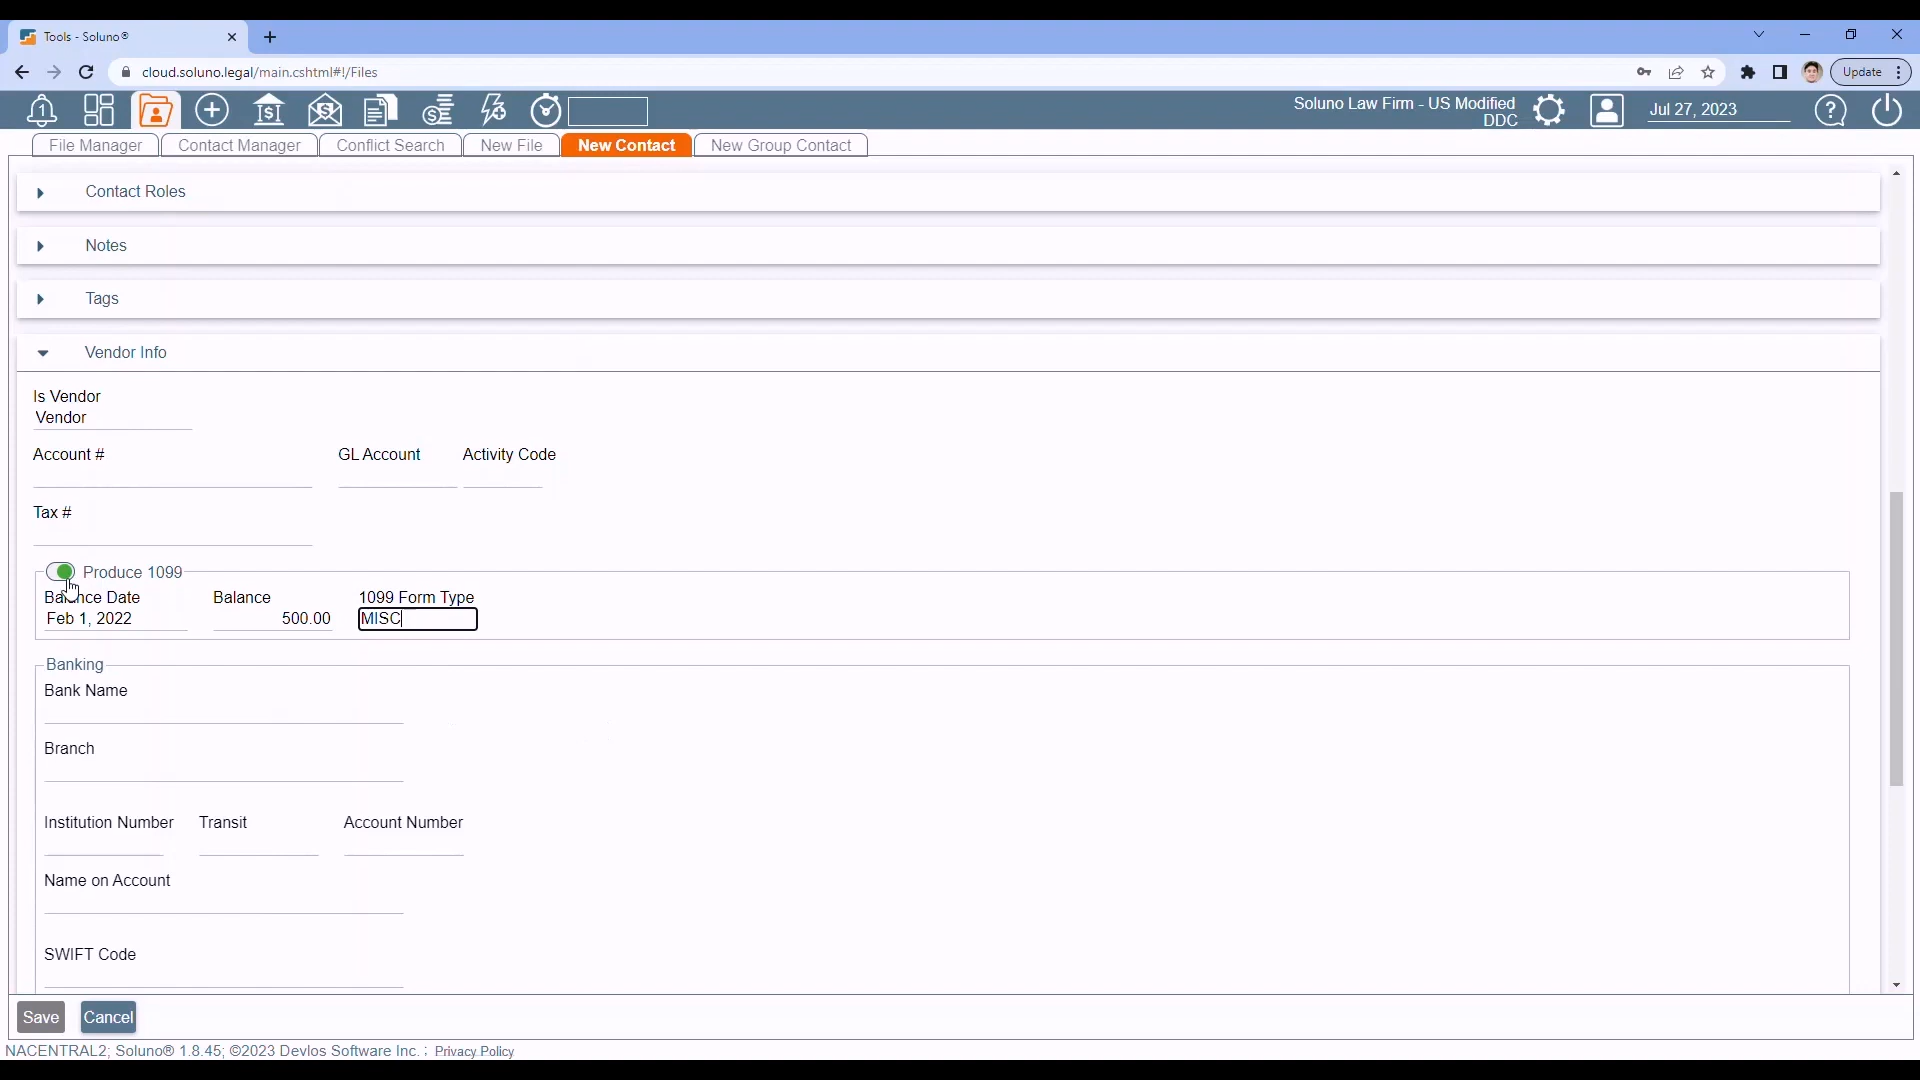 Tools - Soluno®
cloud.soluno.legal/main.cshtml#!/Files
Update
1
Soluno Law Firm - US Modified
DDC
Jul 27, 2023
File Manager
Contact Manager
Conflict Search
New File
New Contact
New Group Contact
Contact Roles
Notes
Tags
Vendor Info
Is Vendor
Vendor
Account #
GL Account
Activity Code
Tax #
Produce 1099
Balance Date
Balance
1099 Form Type
Feb 1, 2022
500.00
MISC
Banking
Bank Name
Branch
Institution Number
Transit
Account Number
Name on Account
SWIFT Code
Save
Cancel
NACENTRAL2; Soluno® 1.8.45; ©2023 Devlos Software Inc. ; Privacy Policy